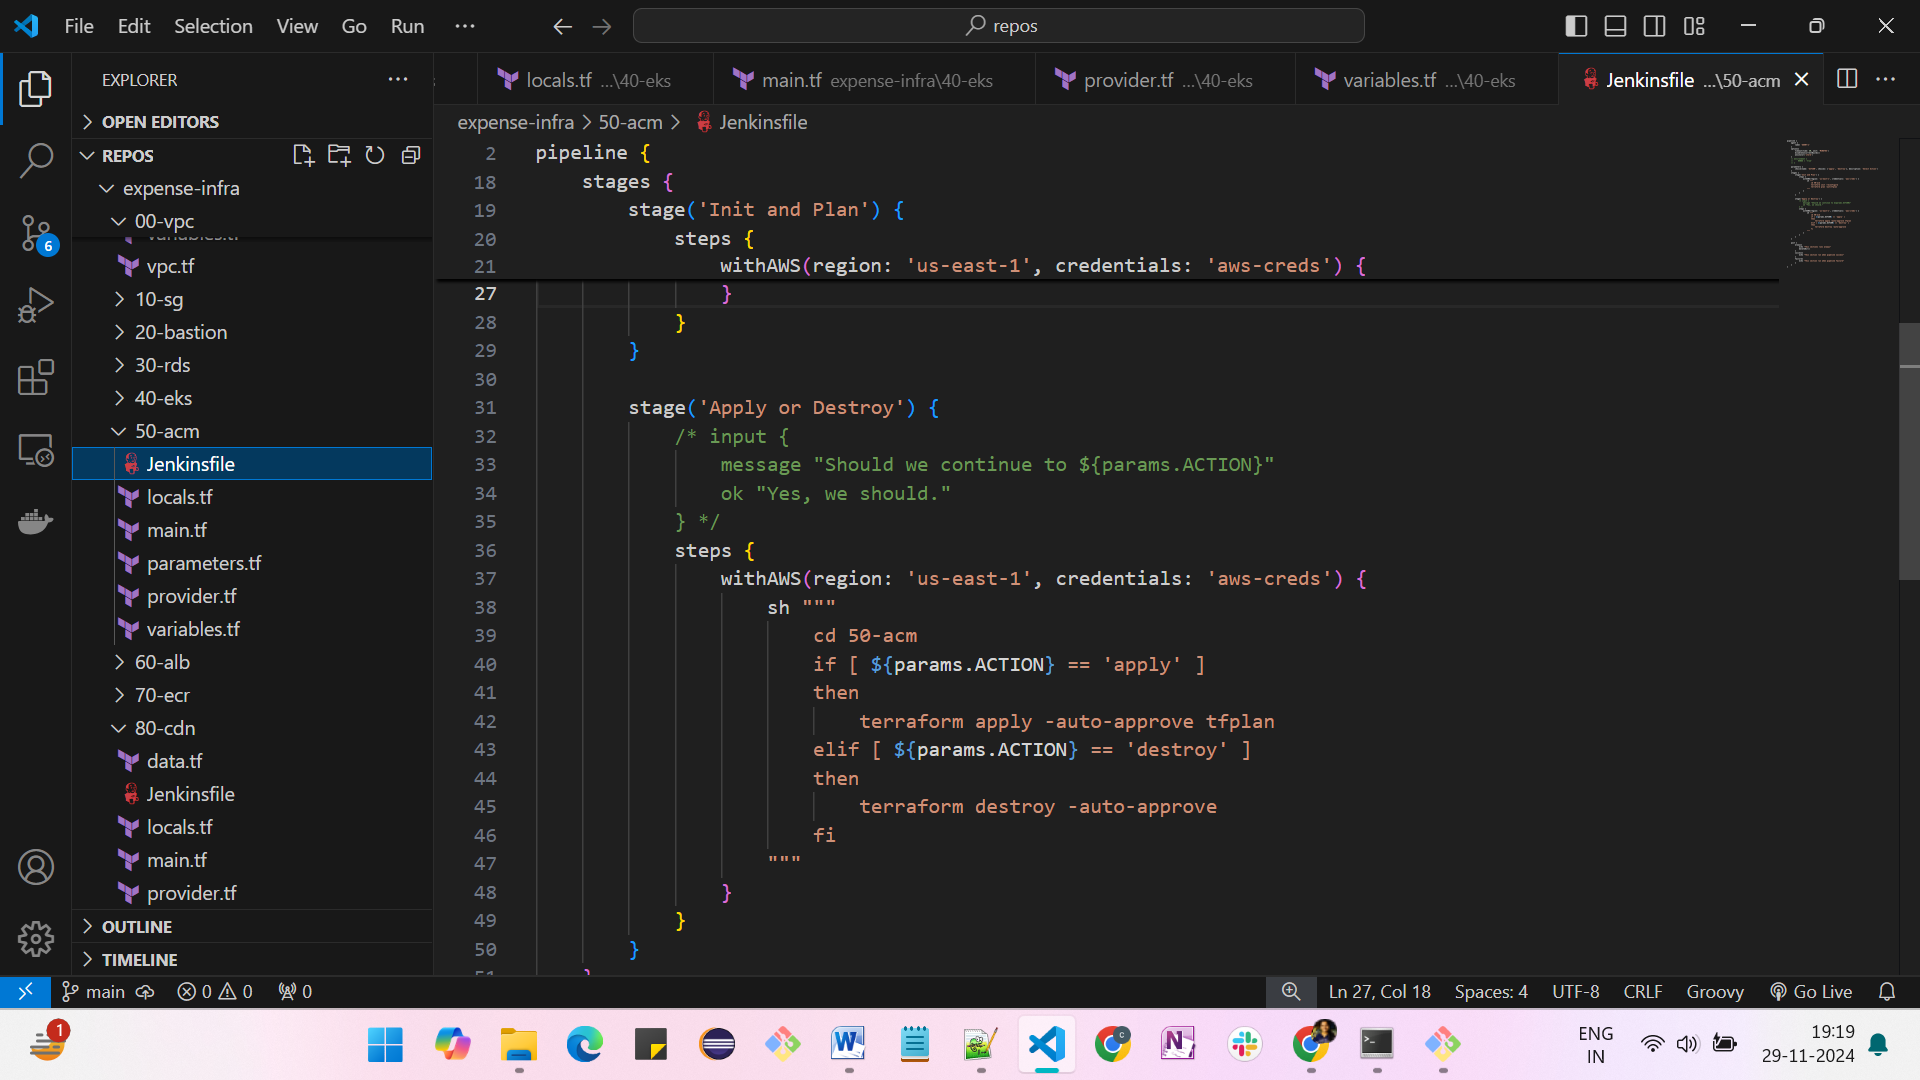 File Edit Selection View Go Run ··· repos
EXPLORER ···
locals.tf ...\40-eks main.tf expense-infra\40-eks provider.tf ...\40-eks variables.tf ...\40-eks Jenkinsfile ...\50-acm
OPEN EDITORS
REPOS
expense-infra
00-vpc
variables.tf
vpc.tf
10-sg
20-bastion
30-rds
40-eks
50-acm
Jenkinsfile
locals.tf
main.tf
parameters.tf
provider.tf
variables.tf
60-alb
70-ecr
80-cdn
data.tf
Jenkinsfile
locals.tf
main.tf
provider.tf
OUTLINE
TIMELINE
expense-infra > 50-acm > Jenkinsfile
2 pipeline {
18 stages {
19 stage('Init and Plan') {
20 steps {
21 withAWS(region: 'us-east-1', credentials: 'aws-creds') {
27 }
28 }
29 }
30
31 stage('Apply or Destroy') {
32 /* input {
33 message "Should we continue to ${params.ACTION}"
34 ok "Yes, we should."
35 } */
36 steps {
37 withAWS(region: 'us-east-1', credentials: 'aws-creds') {
38 sh """
39 cd 50-acm
40 if [ ${params.ACTION} == 'apply' ]
41 then
42 terraform apply -auto-approve tfplan
43 elif [ ${params.ACTION} == 'destroy' ]
44 then
45 terraform destroy -auto-approve
46 fi
47 """
48 }
49 }
50 }
51 }
6
main 0 0 0 Ln 27, Col 18 Spaces: 4 UTF-8 CRLF Groovy Go Live
1
ENG
IN
19:19
29-11-2024